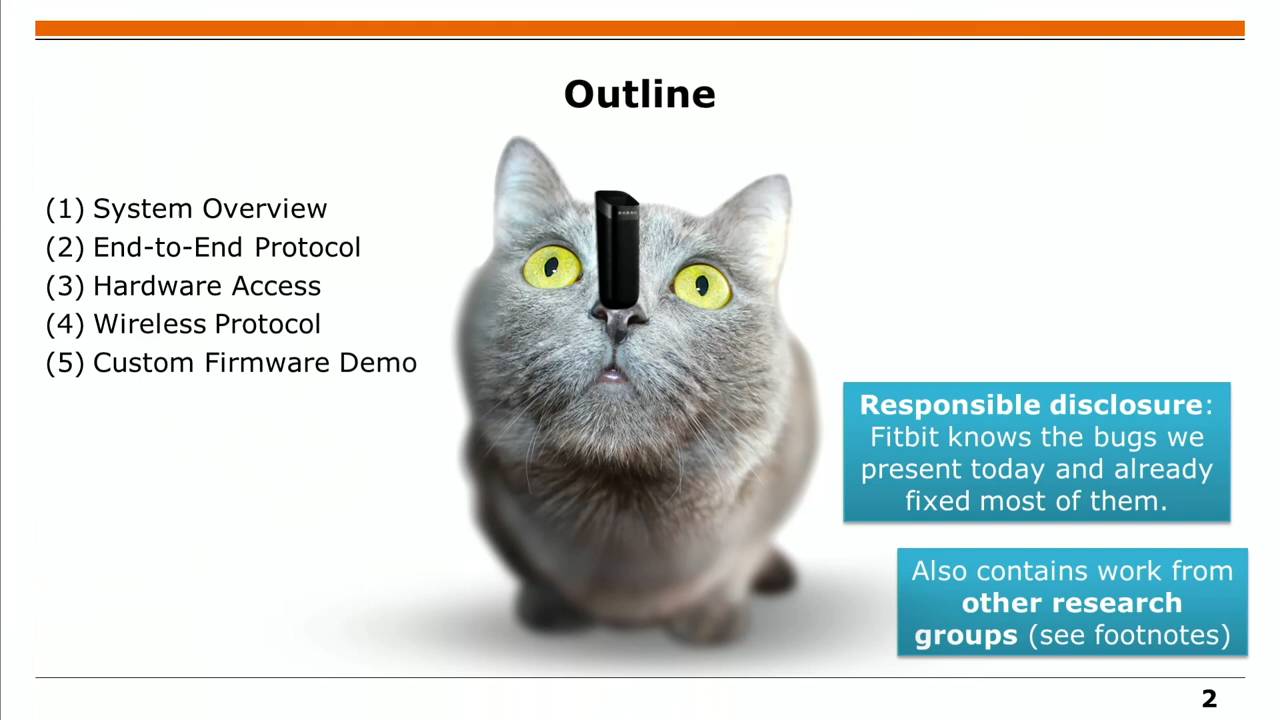 Outline
(1) System Overview
(2) End-to-End Protocol
(3) Hardware Access
(4) Wireless Protocol
(5) Custom Firmware Demo
Responsible disclosure:
Fitbit knows the bugs we
present today and already
fixed most of them.
Also contains work from
other research
groups (see footnotes)
2